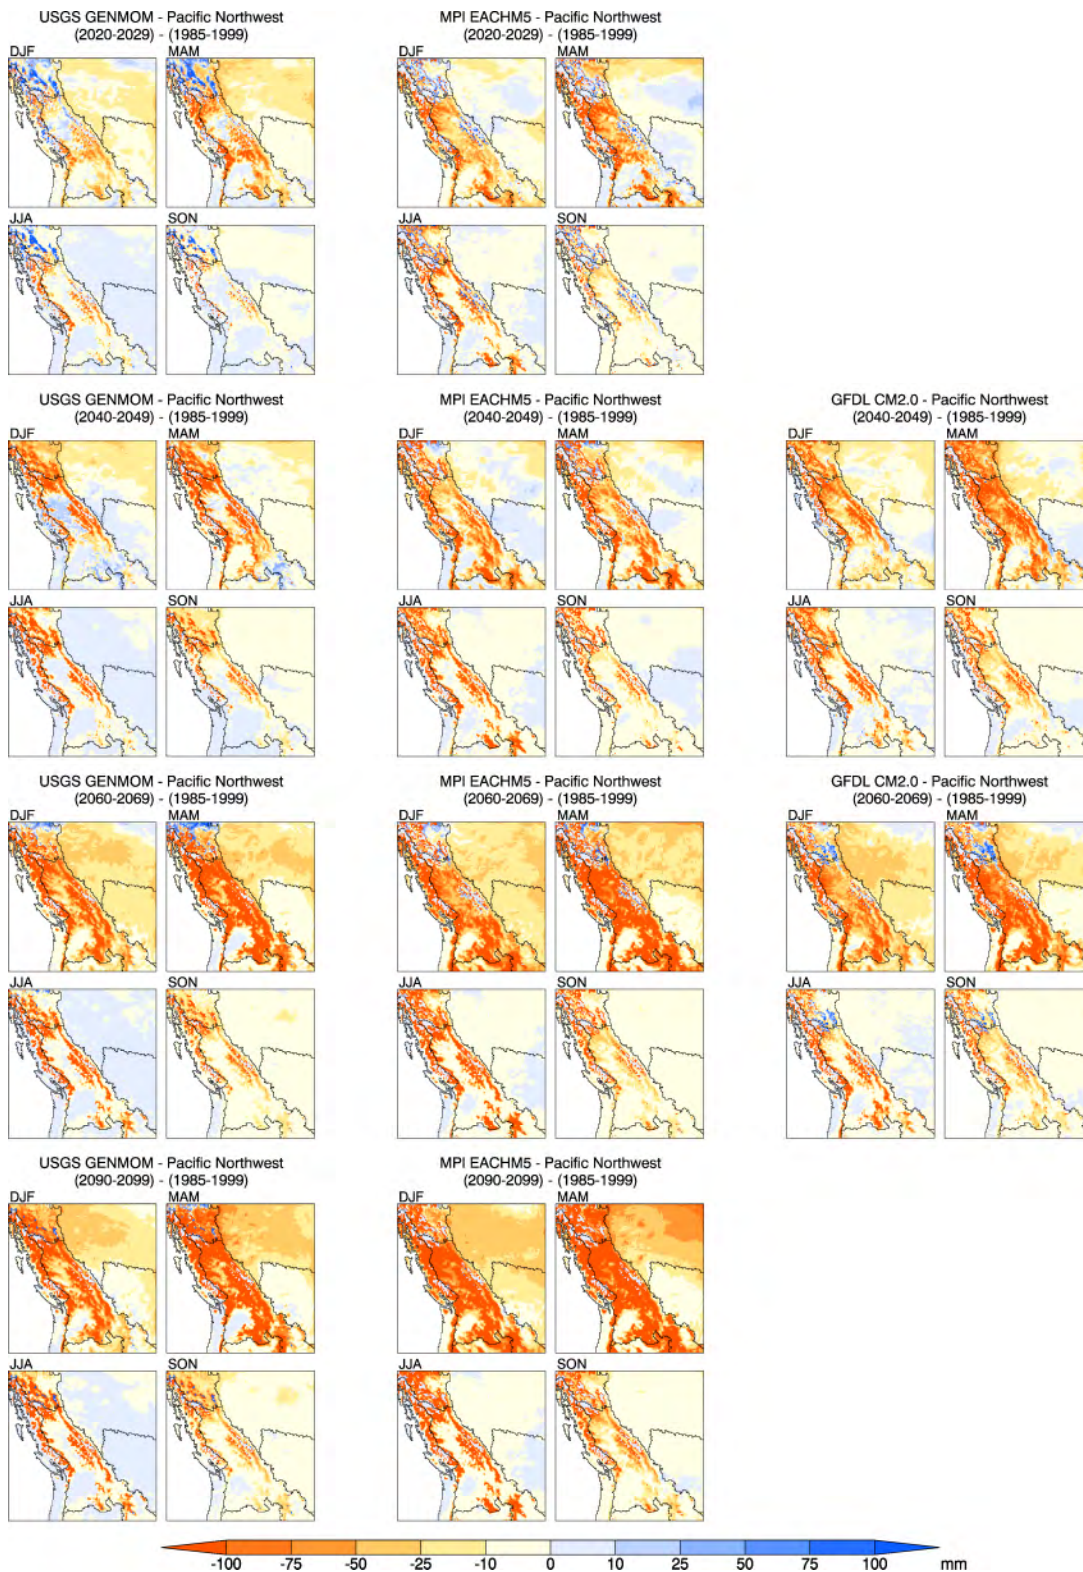 USGS GENMOM - Pacific Northwest
(2020-2029) - (1985-1999)
DJF MAM
JJA SON
MPI EACHM5 - Pacific Northwest
(2020-2029) - (1985-1999)
DJF MAM
JJA SON
USGS GENMOM - Pacific Northwest
(2040-2049) - (1985-1999)
DJF MAM
JJA SON
MPI EACHM5 - Pacific Northwest
(2040-2049) - (1985-1999)
DJF MAM
JJA SON
GFDL CM2.0 - Pacific Northwest
(2040-2049) - (1985-1999)
DJF MAM
JJA SON
USGS GENMOM - Pacific Northwest
(2060-2069) - (1985-1999)
DJF MAM
JJA SON
MPI EACHM5 - Pacific Northwest
(2060-2069) - (1985-1999)
DJF MAM
JJA SON
GFDL CM2.0 - Pacific Northwest
(2060-2069) - (1985-1999)
DJF MAM
JJA SON
USGS GENMOM - Pacific Northwest
(2090-2099) - (1985-1999)
DJF MAM
JJA SON
MPI EACHM5 - Pacific Northwest
(2090-2099) - (1985-1999)
DJF MAM
JJA SON
-100 -75 -50 -25 -10 0 10 25 50 75 100 mm